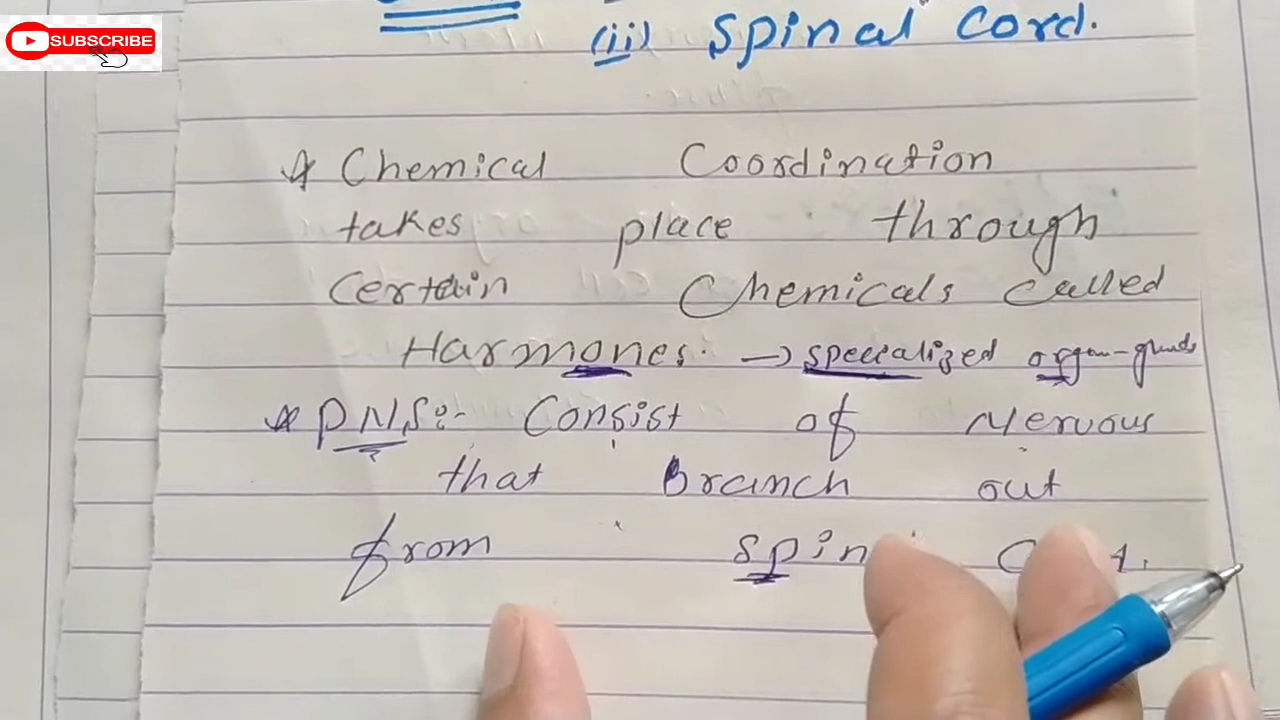 SUBSCRIBE
(ii) Spinal Cord.
* Chemical Coordination
takes place through
Certain Chemicals Called
Harmones. → specialized organ-glands
* PNS:- Consist of Nervous
that Branch out
from